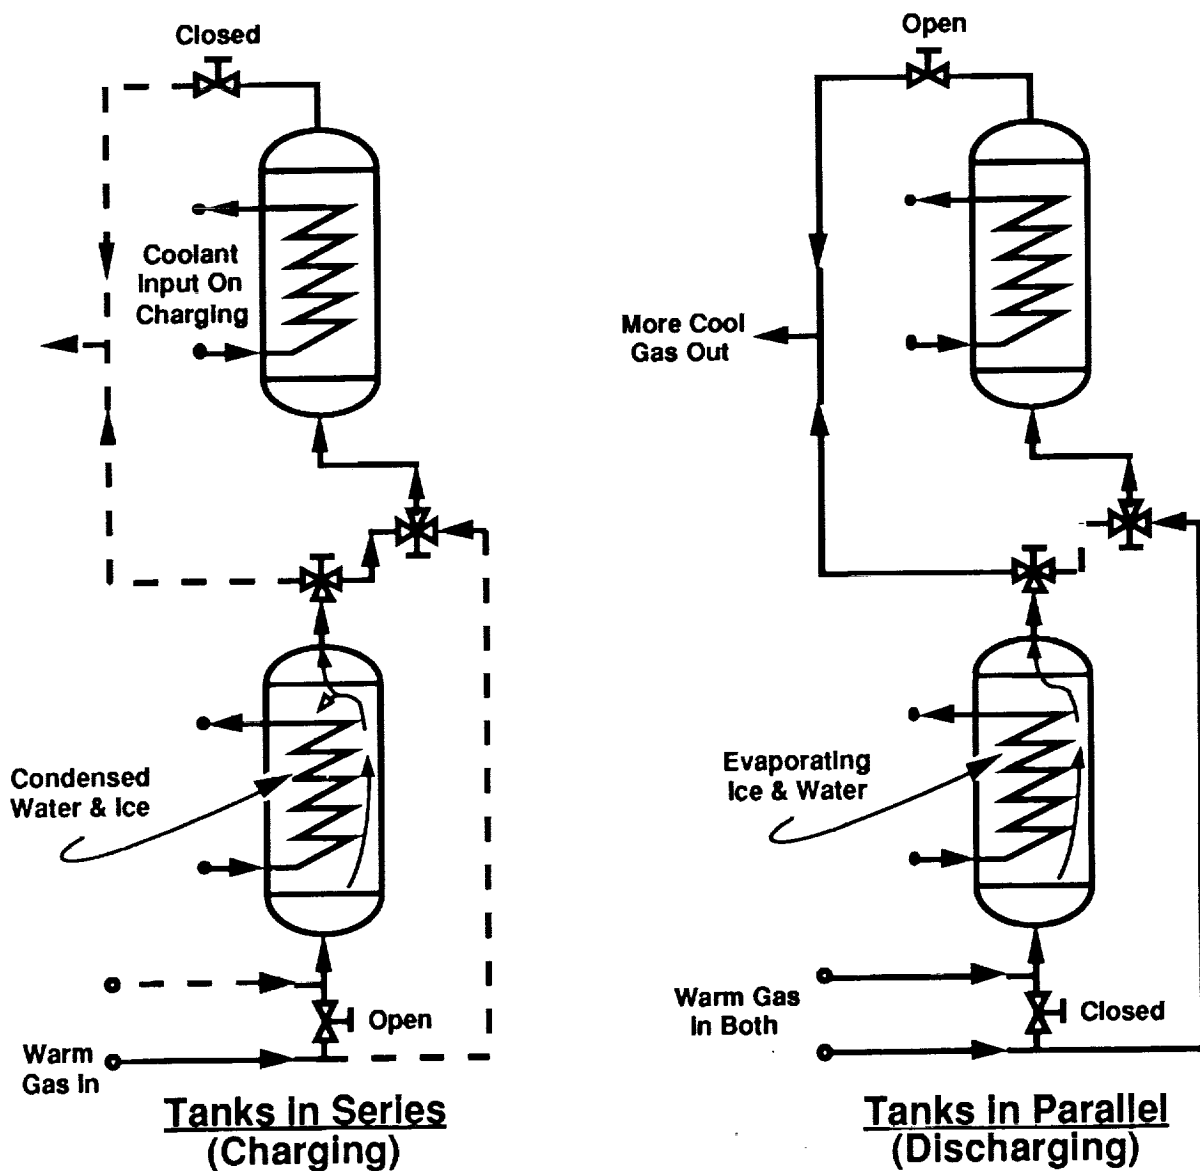 Closed
Coolant
Input On
Charging
Condensed
Water & Ice
Open
Warm
Gas In
Tanks in Series
(Charging)
Open
More Cool
Gas Out
Evaporating
Ice & Water
Warm Gas
In Both
Closed
Tanks in Parallel
(Discharging)